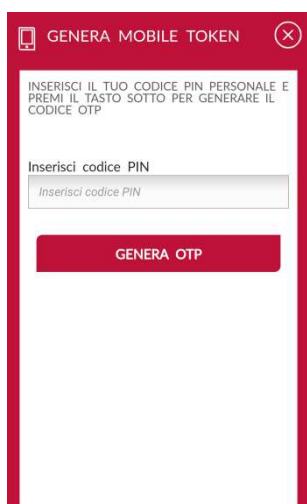 GENERA MOBILE TOKEN
INSERISCI IL TUO CODICE PIN PERSONALE E
PREMI IL TASTO SOTTO PER GENERARE IL
CODICE OTP
Inserisci codice PIN
Inserisci codice PIN
GENERA OTP